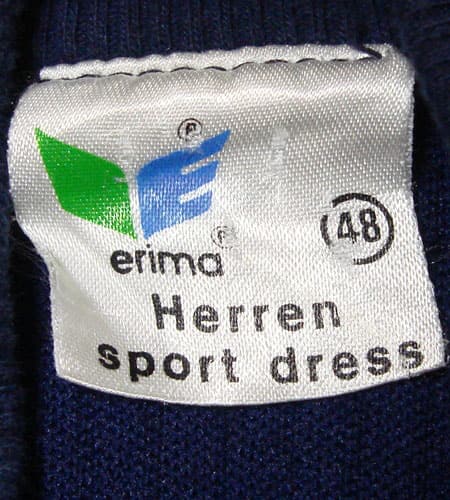 ®
E
erima®
48
Herren
sport dress